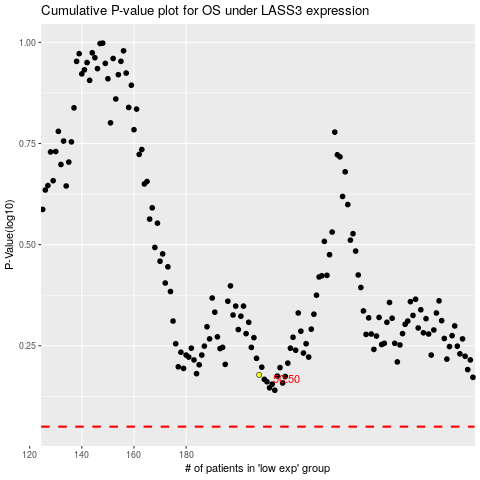 Cumulative P-value plot for OS under LASS3 expression
1.00
0.75
0.50
0.25
P-Value(log10)
120
140
160
180
# of patients in 'low exp' group